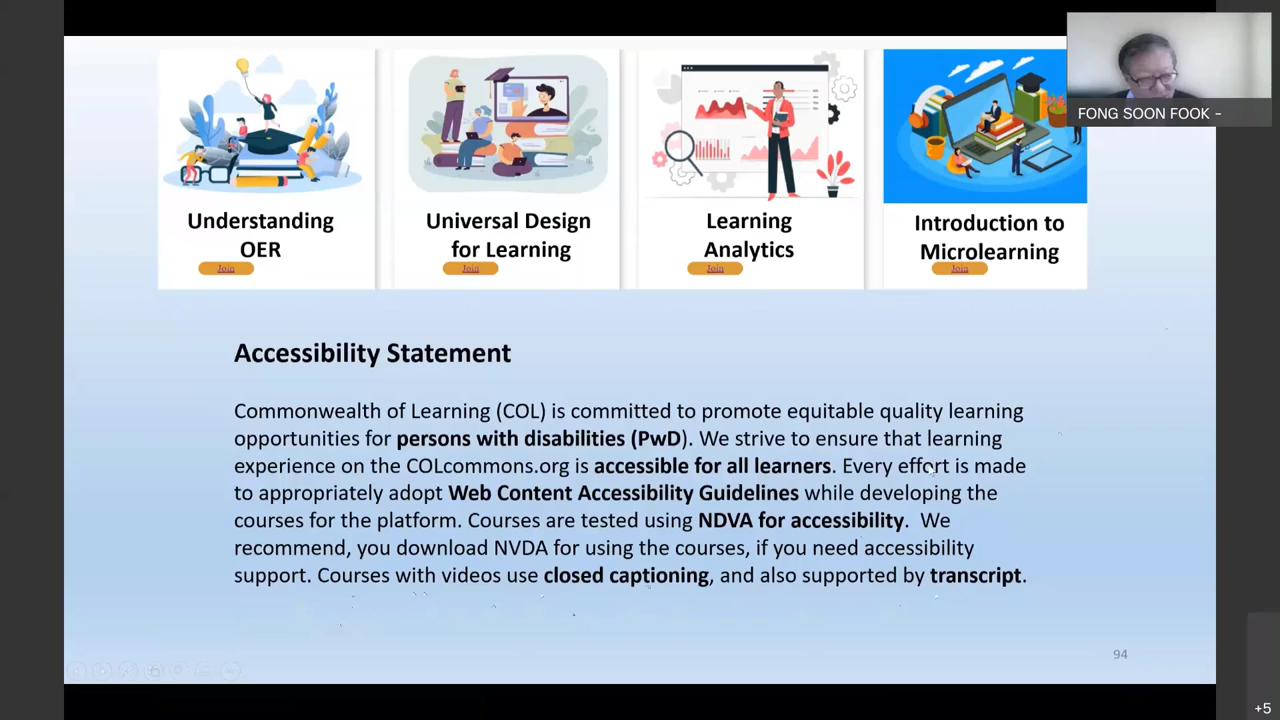 FONG SOON FOOK -
Understanding
OER
Join
Universal Design
for Learning
Join
Learning
Analytics
Join
Introduction to
Microlearning
Join
Accessibility Statement
Commonwealth of Learning (COL) is committed to promote equitable quality learning
opportunities for persons with disabilities (PwD). We strive to ensure that learning
experience on the COLcommons.org is accessible for all learners. Every effort is made
to appropriately adopt Web Content Accessibility Guidelines while developing the
courses for the platform. Courses are tested using NDVA for accessibility. We
recommend, you download NVDA for using the courses, if you need accessibility
support. Courses with videos use closed captioning, and also supported by transcript.
94
+5